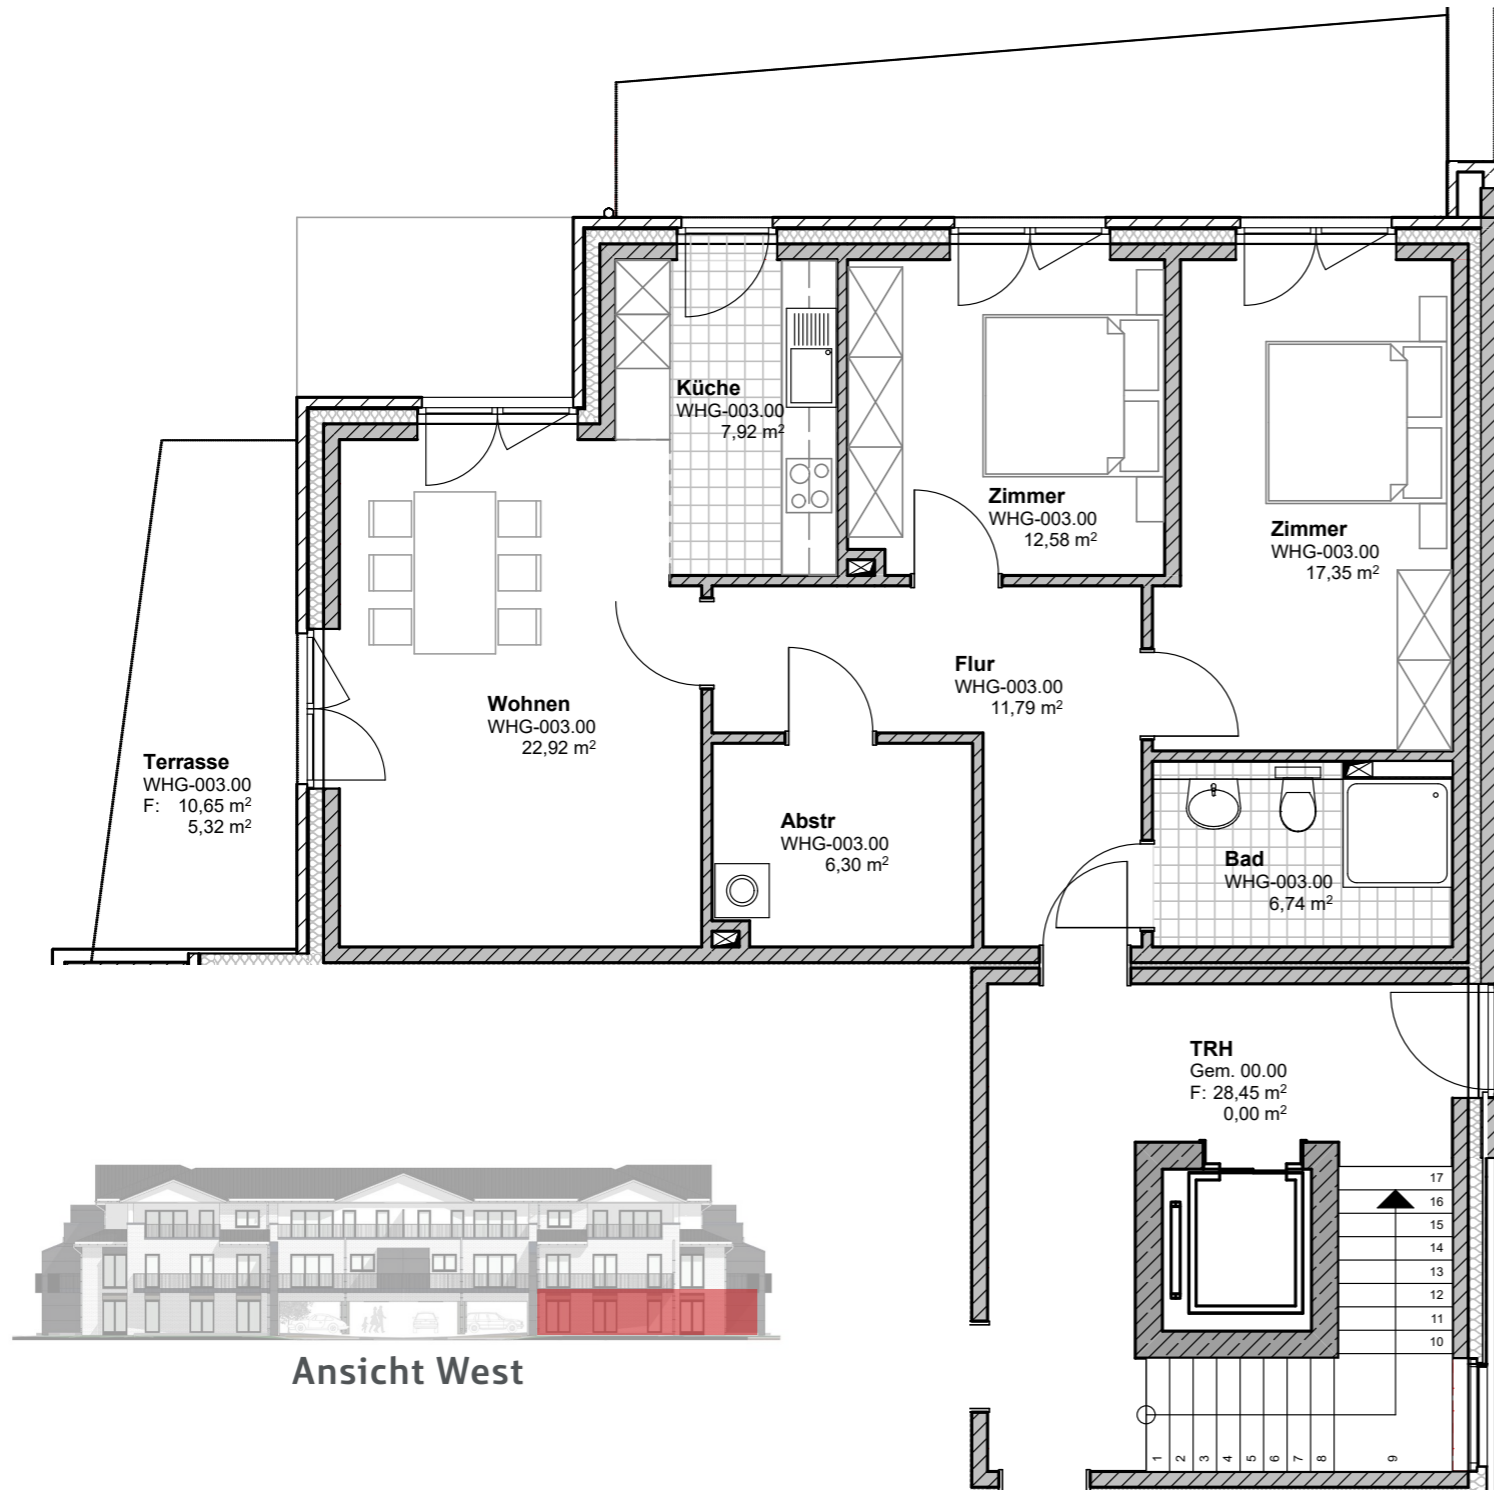 Küche
WHG-003.00
7,92 m²
Zimmer
WHG-003.00
12,58 m²
Zimmer
WHG-003.00
17,35 m²
Flur
WHG-003.00
11,79 m²
Wohnen
WHG-003.00
22,92 m²
Terrasse
WHG-003.00
F: 10,65 m²
5,32 m²
Abstr
WHG-003.00
6,30 m²
Bad
WHG-003.00
6,74 m²
TRH
Gem. 00.00
F: 28,45 m²
0,00 m²
17
16
15
14
13
12
11
10
1 2 3 4 5 6 7 8 9
Ansicht West